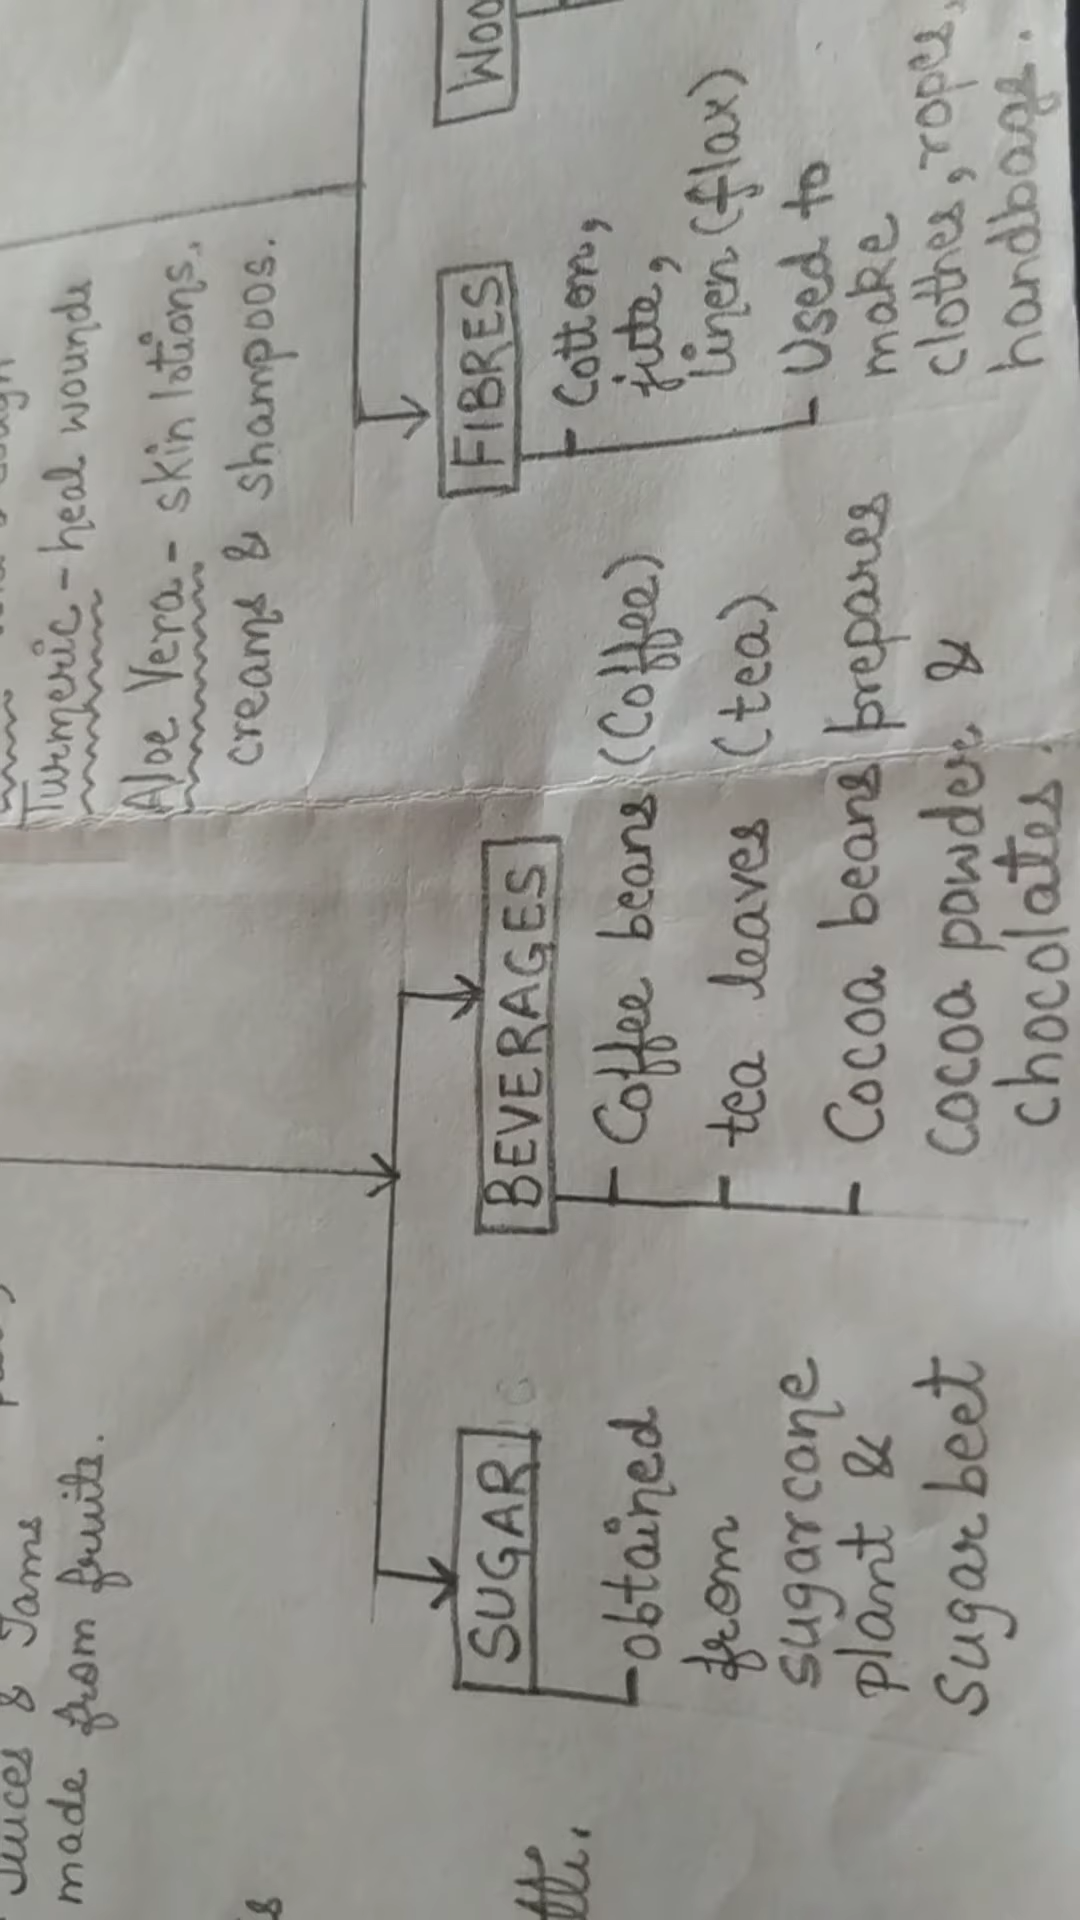 Juices & Jams
made from fruits.
Turmeric - heal wounds
Aloe Vera - skin lotions,
creams & shampoos.
SUGAR
obtained
from
sugarcane
plant &
Sugarbeet
BEVERAGES
Coffee beans (Coffee)
tea leaves (tea)
Cocoa beans prepares
cocoa powder &
chocolates.
FIBRES
Cotton,
jute,
linen (flax)
Used to
make
clothes, ropes,
handbags.